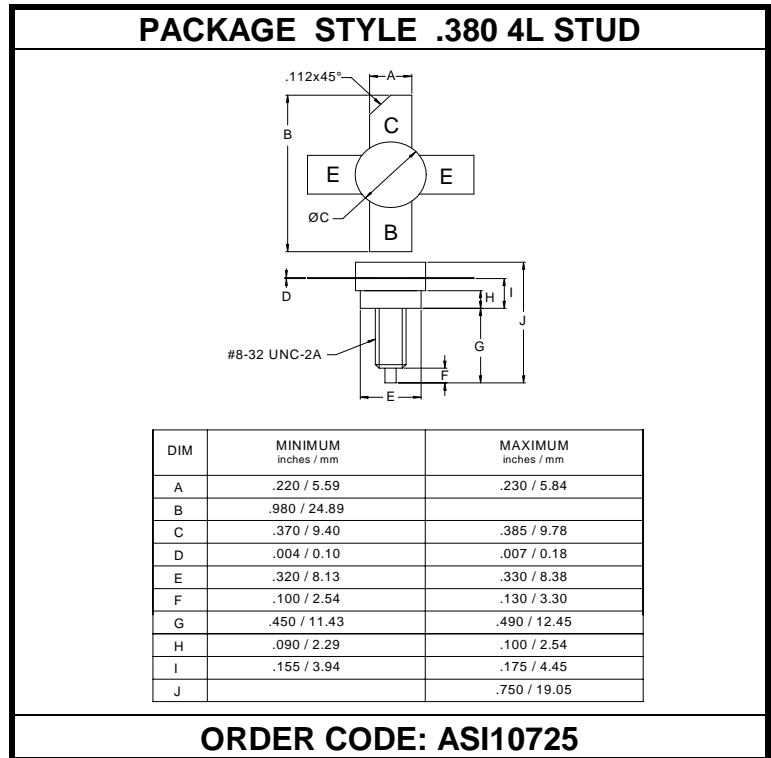 PACKAGE STYLE .380 4L STUD
.112x45°
A
B
C
E
E
ØC
B
D
H
I
J
G
#8-32 UNC-2A
F
E
DIM MINIMUM MAXIMUM
inches / mm inches / mm
A .220 / 5.59 .230 / 5.84
B .980 / 24.89
C .370 / 9.40 .385 / 9.78
D .004 / 0.10 .007 / 0.18
E .320 / 8.13 .330 / 8.38
F .100 / 2.54 .130 / 3.30
G .450 / 11.43 .490 / 12.45
H .090 / 2.29 .100 / 2.54
I .155 / 3.94 .175 / 4.45
J .750 / 19.05
ORDER CODE: ASI10725